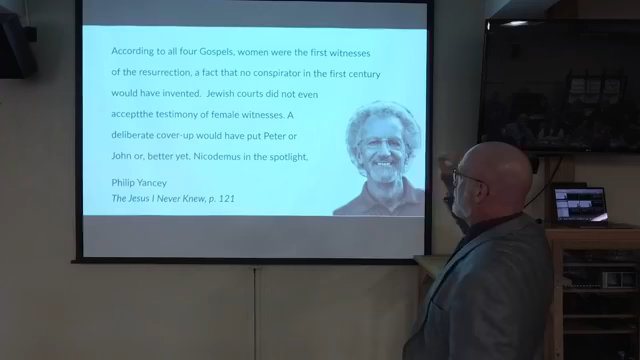 According to all four Gospels, women were the first witnesses
of the resurrection, a fact that no conspirator in the first century
would have invented.  Jewish courts did not even
acceptthe testimony of female witnesses. A
deliberate cover-up would have put Peter or
John or, better yet, Nicodemus in the spotlight,
Philip Yancey
The Jesus I Never Knew, p. 121